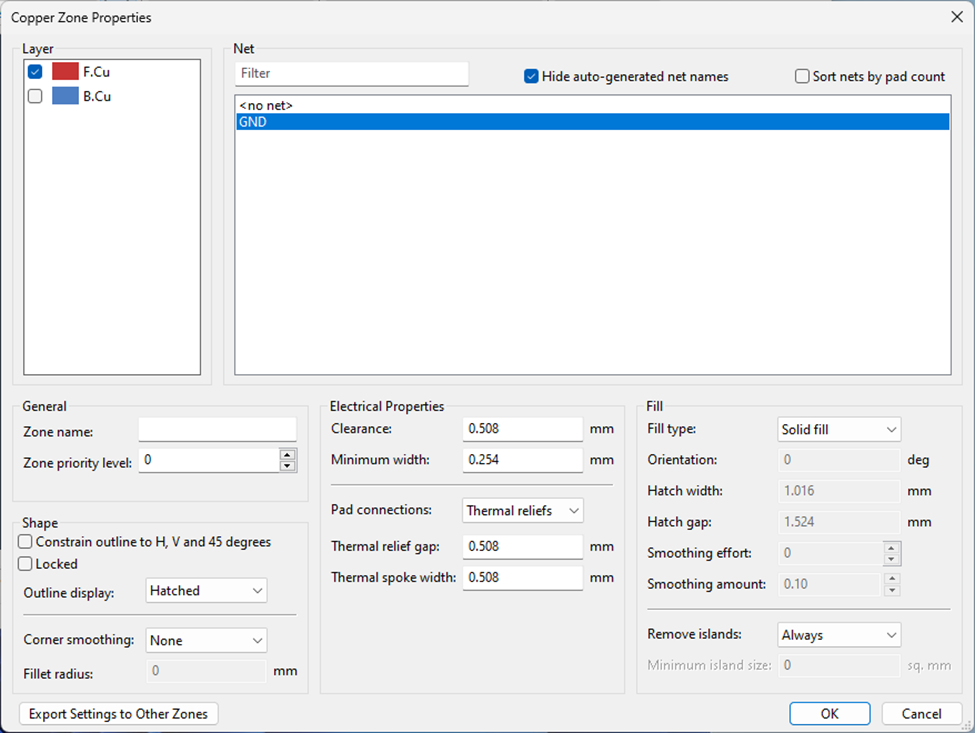 Copper Zone Properties
Layer
F.Cu
B.Cu
Net
Filter
Hide auto-generated net names
Sort nets by pad count
<no net>
GND
General
Zone name:
Zone priority level: 0
Shape
Constrain outline to H, V and 45 degrees
Locked
Outline display: Hatched
Corner smoothing: None
Fillet radius: 0 mm
Electrical Properties
Clearance: 0.508 mm
Minimum width: 0.254 mm
Pad connections: Thermal reliefs
Thermal relief gap: 0.508 mm
Thermal spoke width: 0.508 mm
Fill
Fill type: Solid fill
Orientation: 0 deg
Hatch width: 1.016 mm
Hatch gap: 1.524 mm
Smoothing effort: 0
Smoothing amount: 0.10
Remove islands: Always
Minimum island size: 0 sq. mm
Export Settings to Other Zones
OK
Cancel